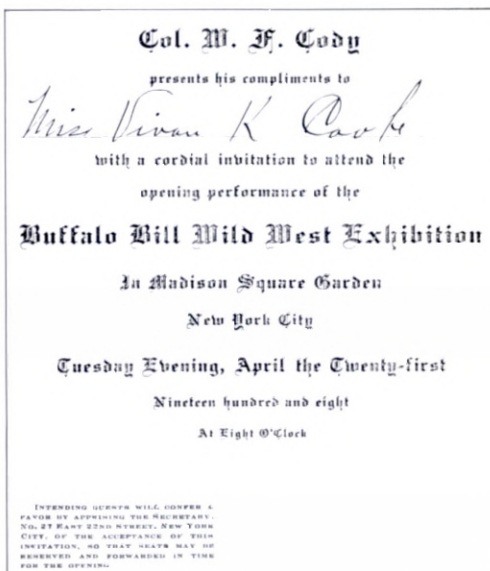 Col. W. F. Cody
presents his compliments to
Miss Vivan K Cooke
with a cordial invitation to attend the
opening performance of the
Buffalo Bill Wild West Exhibition
In Madison Square Garden
New York City
Tuesday Evening, April the Twenty-first
Nineteen hundred and eight
At Eight O'Clock
INTENDING GUESTS WILL CONFER A
FAVOR BY APPRISING THE SECRETARY,
NO. 27 EAST 22ND STREET, NEW YORK
CITY, OF THE ACCEPTANCE OF THIS
INVITATION, SO THAT SEATS MAY BE
RESERVED AND FORWARDED IN TIME
FOR THE OPENING